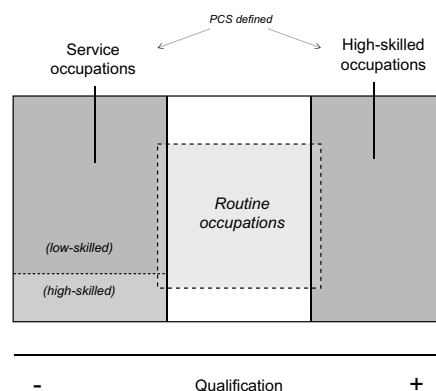 PCS defined
Service
occupations
High-skilled
occupations
Routine
occupations
(low-skilled)
(high-skilled)
- Qualification +